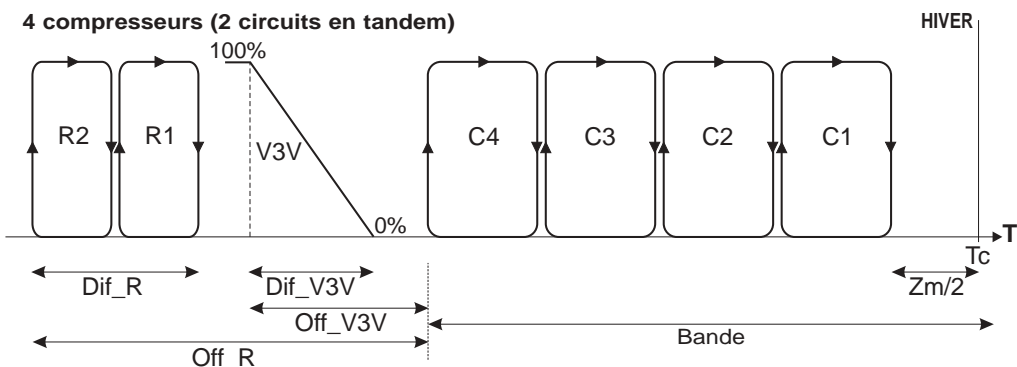 4 compresseurs (2 circuits en tandem)
HIVER
100%
R2
R1
V3V
C4
C3
C2
C1
0%
T
Tc
Dif_R
Dif_V3V
Zm/2
Off_V3V
Bande
Off R